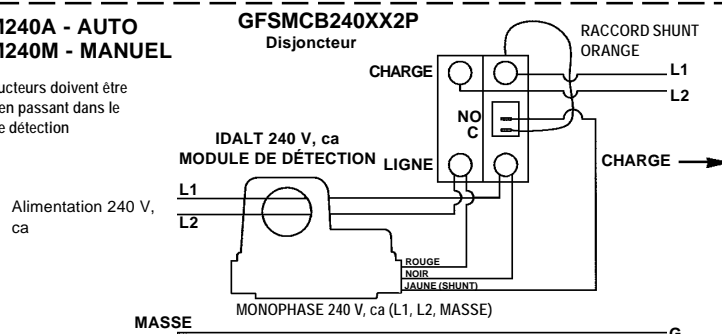 M240A - AUTO
M240M - MANUEL
GFSMCB240XX2P
Disjoncteur
RACCORD SHUNT
ORANGE
CHARGE
L1
L2
ucteurs doivent être
en passant dans le
e détection
NO
C
IDALT 240 V, ca
MODULE DE DÉTECTION
LIGNE
CHARGE
L1
Alimentation 240 V,
ca
L2
ROUGE
NOIR
JAUNE (SHUNT)
MONOPHASE 240 V, ca (L1, L2, MASSE)
MASSE
G